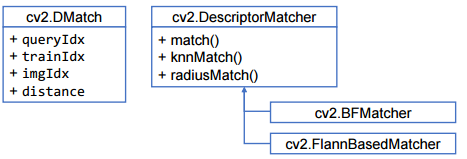 cv2.DMatch
+ queryIdx
+ trainIdx
+ imgIdx
+ distance
cv2.DescriptorMatcher
+ match()
+ knnMatch()
+ radiusMatch()
cv2.BFMatcher
cv2.FlannBasedMatcher